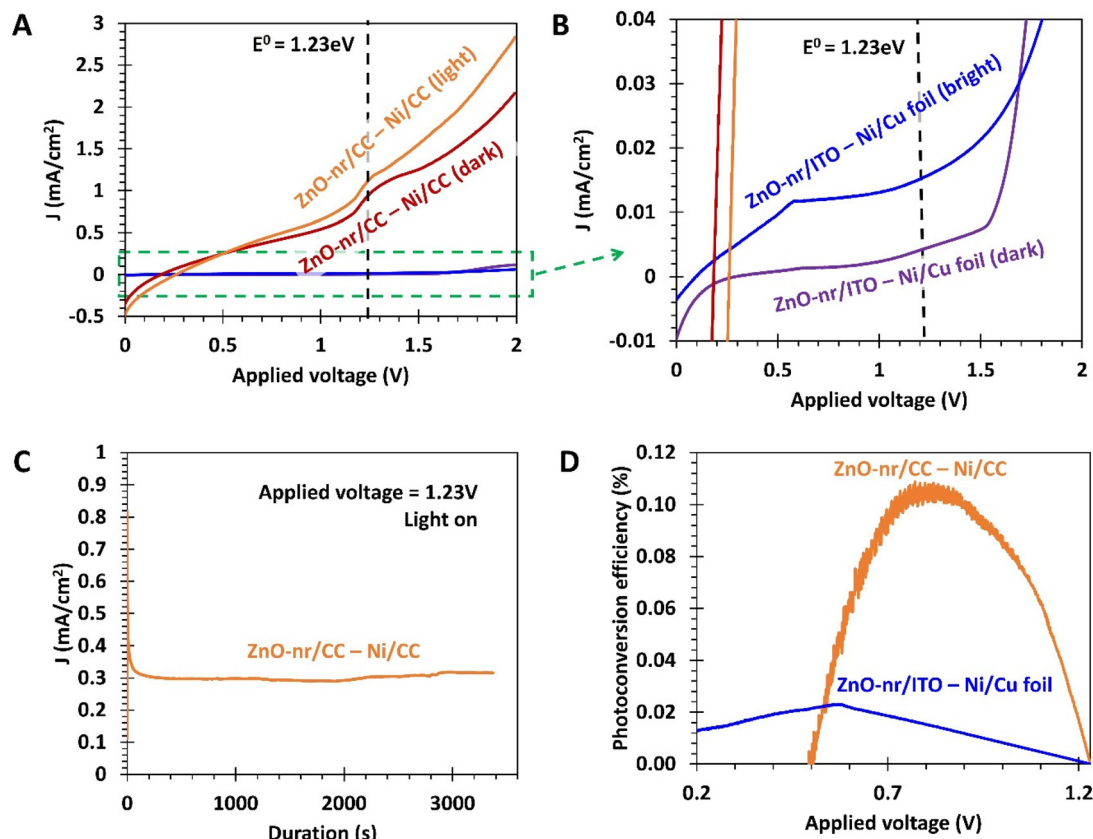 A
E⁰ = 1.23eV
ZnO-nr/CC – Ni/CC (light)
ZnO-nr/CC – Ni/CC (dark)
3
2.5
2
1.5
1
0.5
0
-0.5
J (mA/cm²)
0
0.5
1
1.5
2
Applied voltage (V)
B
E⁰ = 1.23eV
ZnO-nr/ITO – Ni/Cu foil (bright)
ZnO-nr/ITO – Ni/Cu foil (dark)
0.04
0.03
0.02
0.01
0
-0.01
J (mA/cm²)
0
0.5
1
1.5
2
Applied voltage (V)
C
Applied voltage = 1.23V
Light on
ZnO-nr/CC – Ni/CC
1
0.9
0.8
0.7
0.6
0.5
0.4
0.3
0.2
0.1
0
J (mA/cm²)
0
1000
2000
3000
Duration (s)
D
ZnO-nr/CC – Ni/CC
ZnO-nr/ITO – Ni/Cu foil
0.12
0.10
0.08
0.06
0.04
0.02
0.00
Photoconversion efficiency (%)
0.2
0.7
1.2
Applied voltage (V)